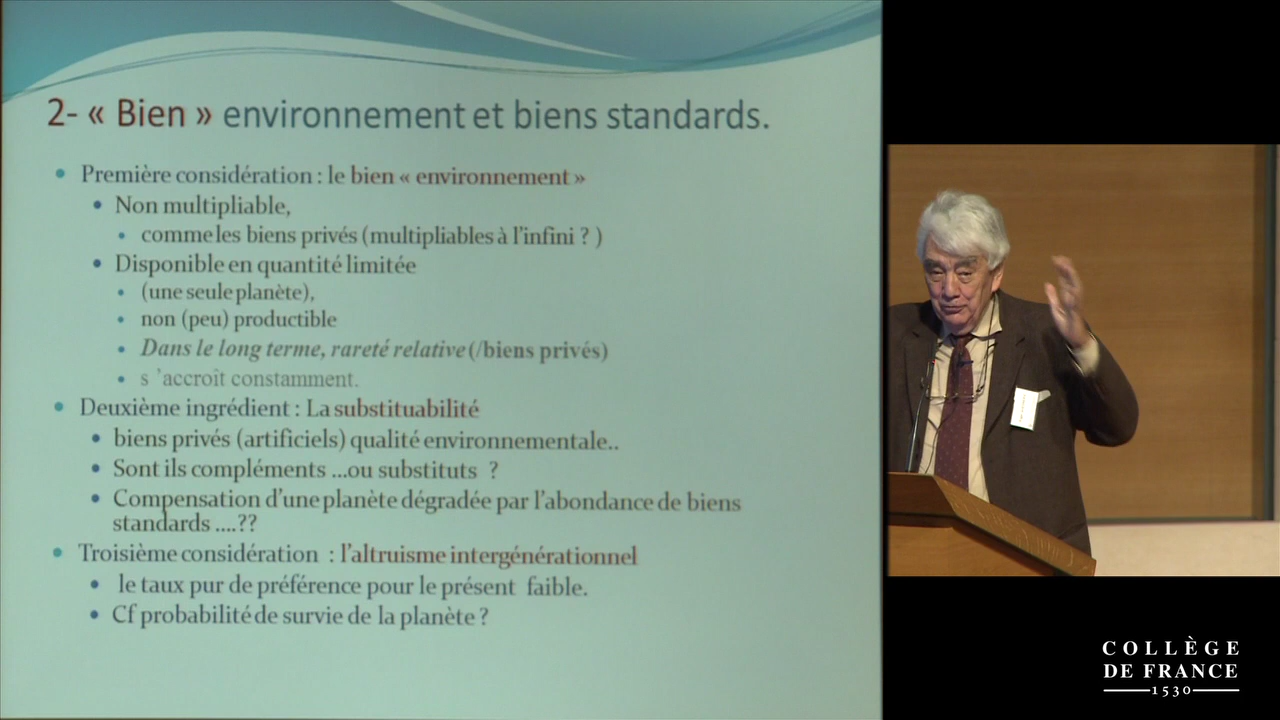 2- « Bien » environnement et biens standards.
Première considération : le bien « environnement »
Non multipliable,
comme les biens privés (multipliables à l'infini ? )
Disponible en quantité limitée
(une seule planète),
non (peu) productible
Dans le long terme, rareté relative (/biens privés)
s 'accroît constamment.
Deuxième ingrédient : La substituabilité
biens privés (artificiels) qualité environnementale..
Sont ils compléments ...ou substituts ?
Compensation d'une planète dégradée par l'abondance de biens
standards ....??
Troisième considération : l'altruisme intergénérationnel
le taux pur de préférence pour le présent faible.
Cf probabilité de survie de la planète ?
COLLÈGE
DE FRANCE
1530